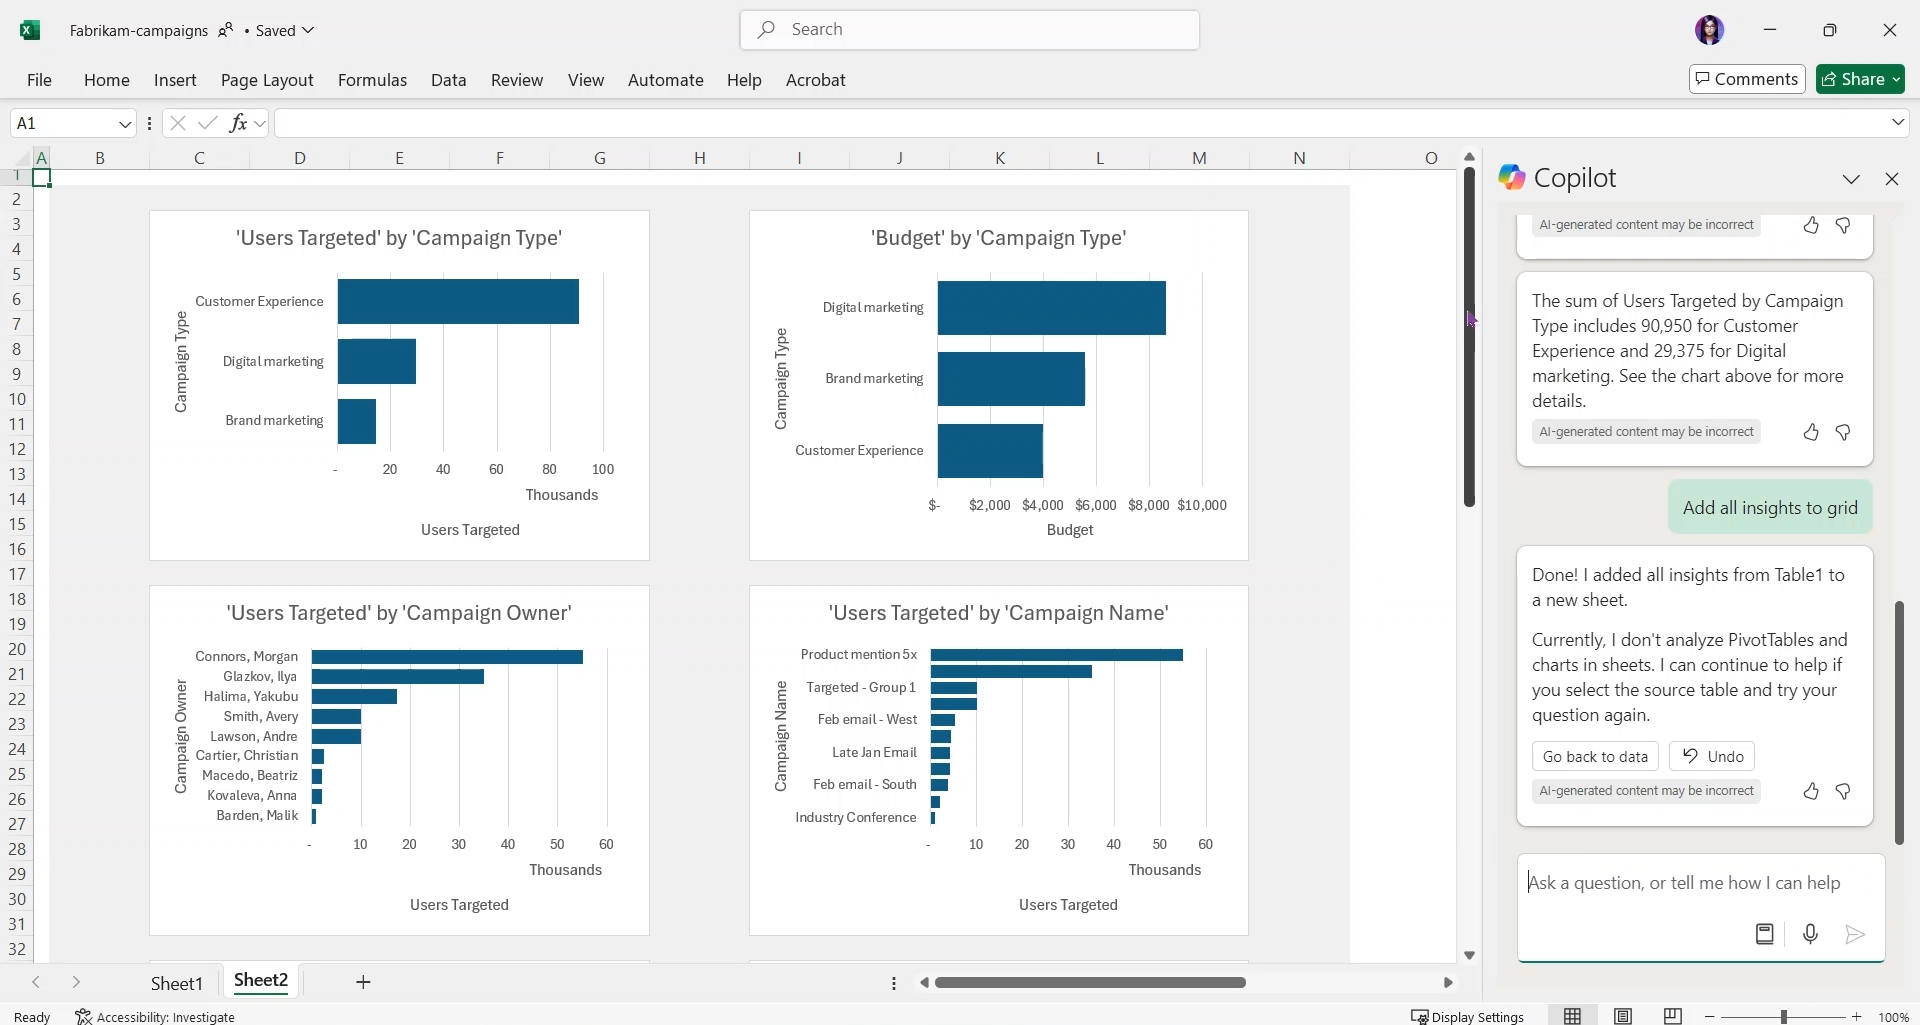 Fabrikam-campaigns • Saved
Search
File Home Insert Page Layout Formulas Data Review View Automate Help Acrobat
Comments Share
A1 fx
A B C D E F G H I J K L M N O
1
2
3
4
5
6
7
8
9
10
11
12
13
14
15
16
17
18
19
20
21
22
23
24
25
26
27
28
29
30
31
32
'Users Targeted' by 'Campaign Type'
Campaign Type
Customer Experience
Digital marketing
Brand marketing
- 20 40 60 80 100
Thousands
Users Targeted
'Budget' by 'Campaign Type'
Campaign Type
Digital marketing
Brand marketing
Customer Experience
$- $2,000 $4,000 $6,000 $8,000 $10,000
Budget
'Users Targeted' by 'Campaign Owner'
Campaign Owner
Connors, Morgan
Glazkov, Ilya
Halima, Yakubu
Smith, Avery
Lawson, Andre
Cartier, Christian
Macedo, Beatriz
Kovaleva, Anna
Barden, Malik
- 10 20 30 40 50 60
Thousands
Users Targeted
'Users Targeted' by 'Campaign Name'
Campaign Name
Product mention 5x
Targeted - Group 1
Feb email - West
Late Jan Email
Feb email - South
Industry Conference
- 10 20 30 40 50 60
Thousands
Users Targeted
Copilot
AI-generated content may be incorrect
The sum of Users Targeted by Campaign
Type includes 90,950 for Customer
Experience and 29,375 for Digital
marketing. See the chart above for more
details.
AI-generated content may be incorrect
Add all insights to grid
Done! I added all insights from Table1 to
a new sheet.
Currently, I don't analyze PivotTables and
charts in sheets. I can continue to help if
you select the source table and try your
question again.
Go back to data Undo
AI-generated content may be incorrect
Ask a question, or tell me how I can help
Sheet1 Sheet2
Ready Accessibility: Investigate
Display Settings 100%